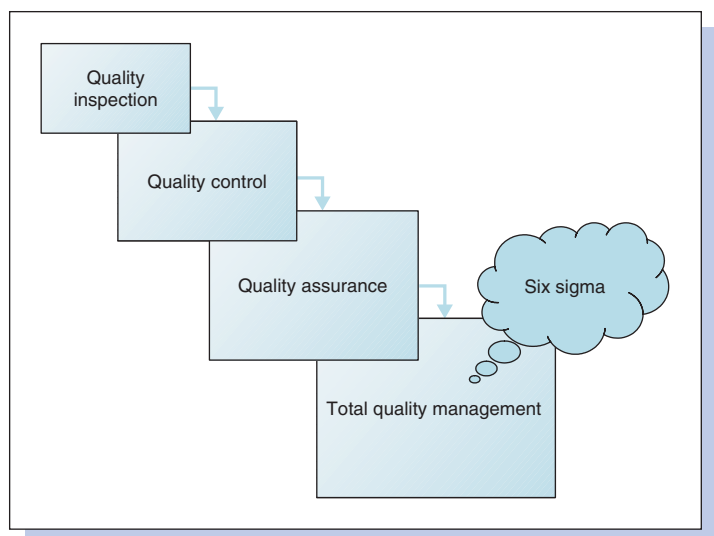 Quality
inspection
Quality control
Quality assurance
Six sigma
Total quality management